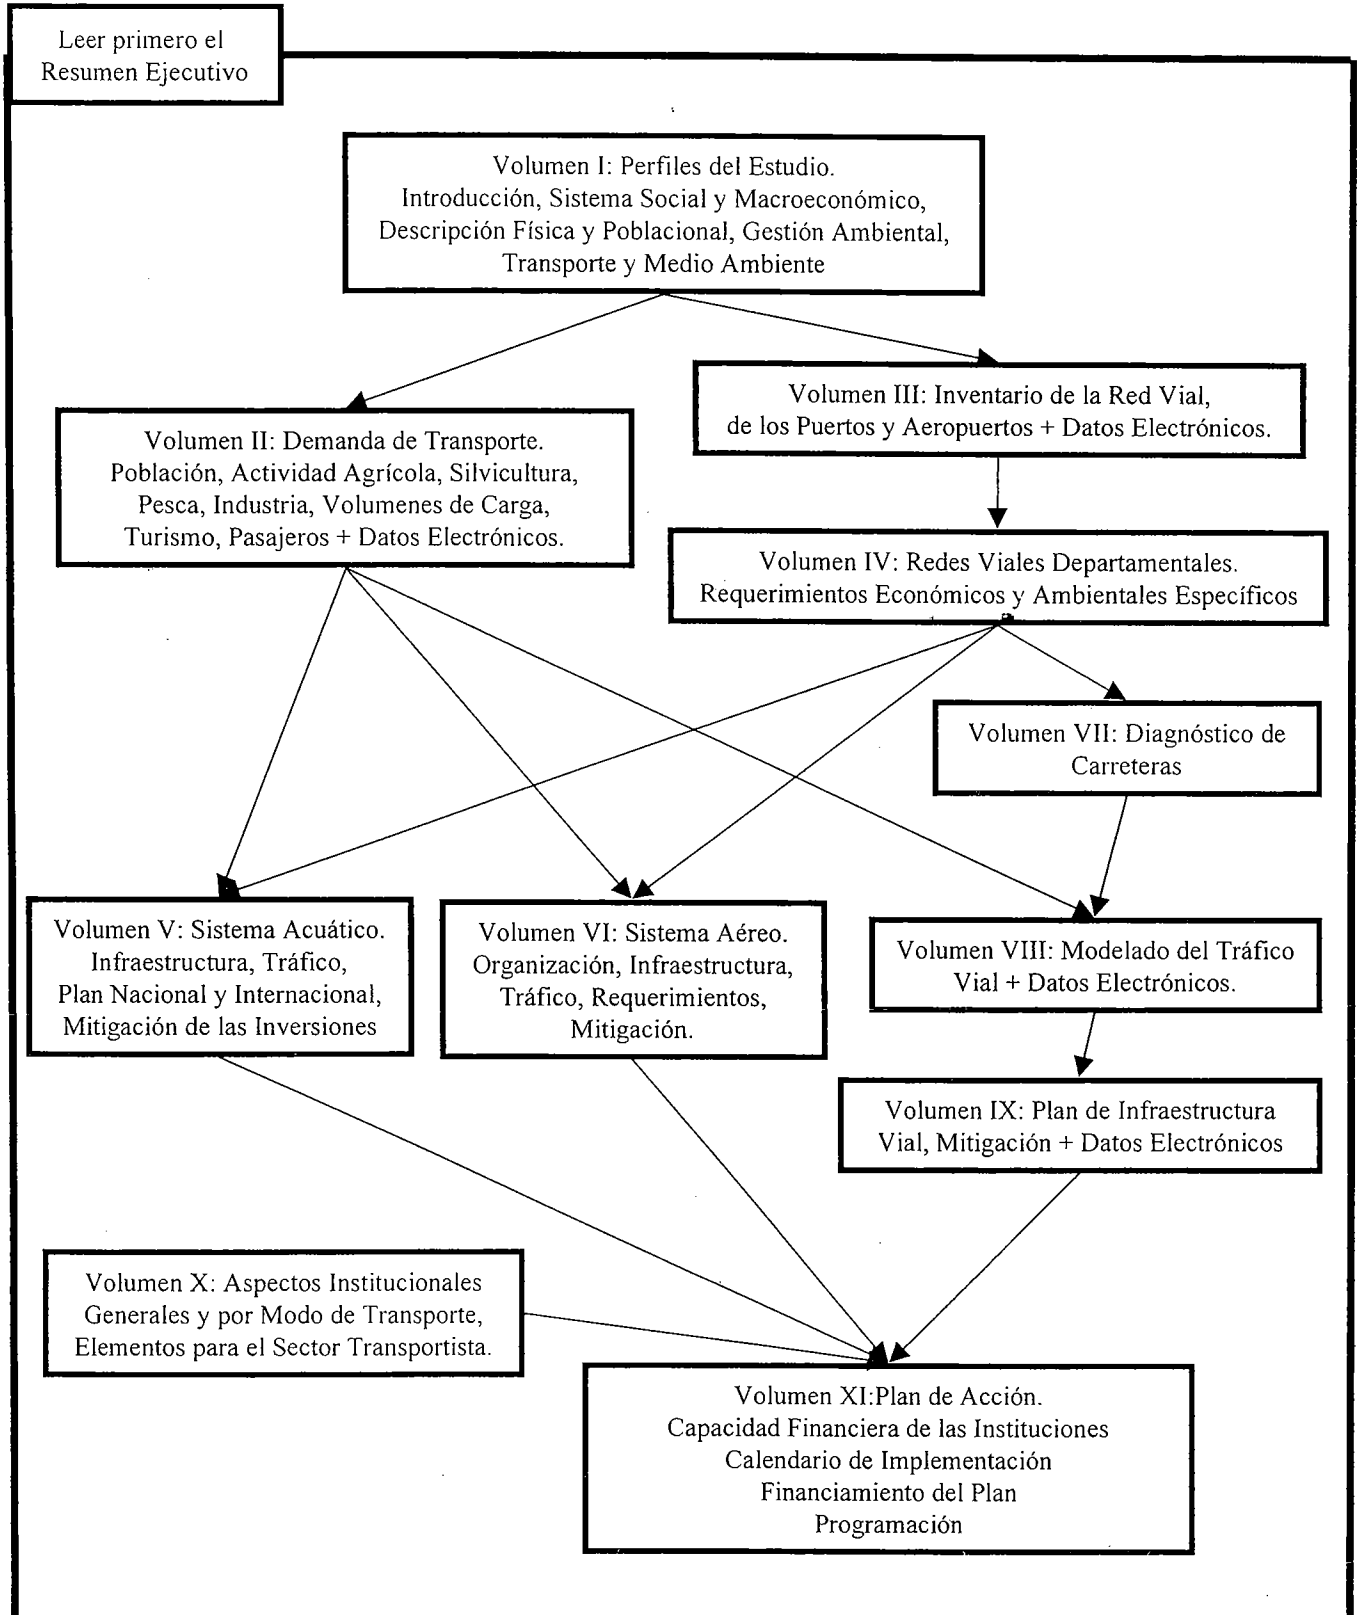 Leer primero el
Resumen Ejecutivo
Volumen I: Perfiles del Estudio.
Introducción, Sistema Social y Macroeconómico,
Descripción Física y Poblacional, Gestión Ambiental,
Transporte y Medio Ambiente
Volumen III: Inventario de la Red Vial,
de los Puertos y Aeropuertos + Datos Electrónicos.
Volumen II: Demanda de Transporte.
Población, Actividad Agrícola, Silvicultura,
Pesca, Industria, Volumenes de Carga,
Turismo, Pasajeros + Datos Electrónicos.
Volumen IV: Redes Viales Departamentales.
Requerimientos Económicos y Ambientales Específicos
Volumen VII: Diagnóstico de
Carreteras
Volumen V: Sistema Acuático.
Infraestructura, Tráfico,
Plan Nacional y Internacional,
Mitigación de las Inversiones
Volumen VI: Sistema Aéreo.
Organización, Infraestructura,
Tráfico, Requerimientos,
Mitigación.
Volumen VIII: Modelado del Tráfico
Vial + Datos Electrónicos.
Volumen IX: Plan de Infraestructura
Vial, Mitigación + Datos Electrónicos
Volumen X: Aspectos Institucionales
Generales y por Modo de Transporte,
Elementos para el Sector Transportista.
Volumen XI:Plan de Acción.
Capacidad Financiera de las Instituciones
Calendario de Implementación
Financiamiento del Plan
Programación